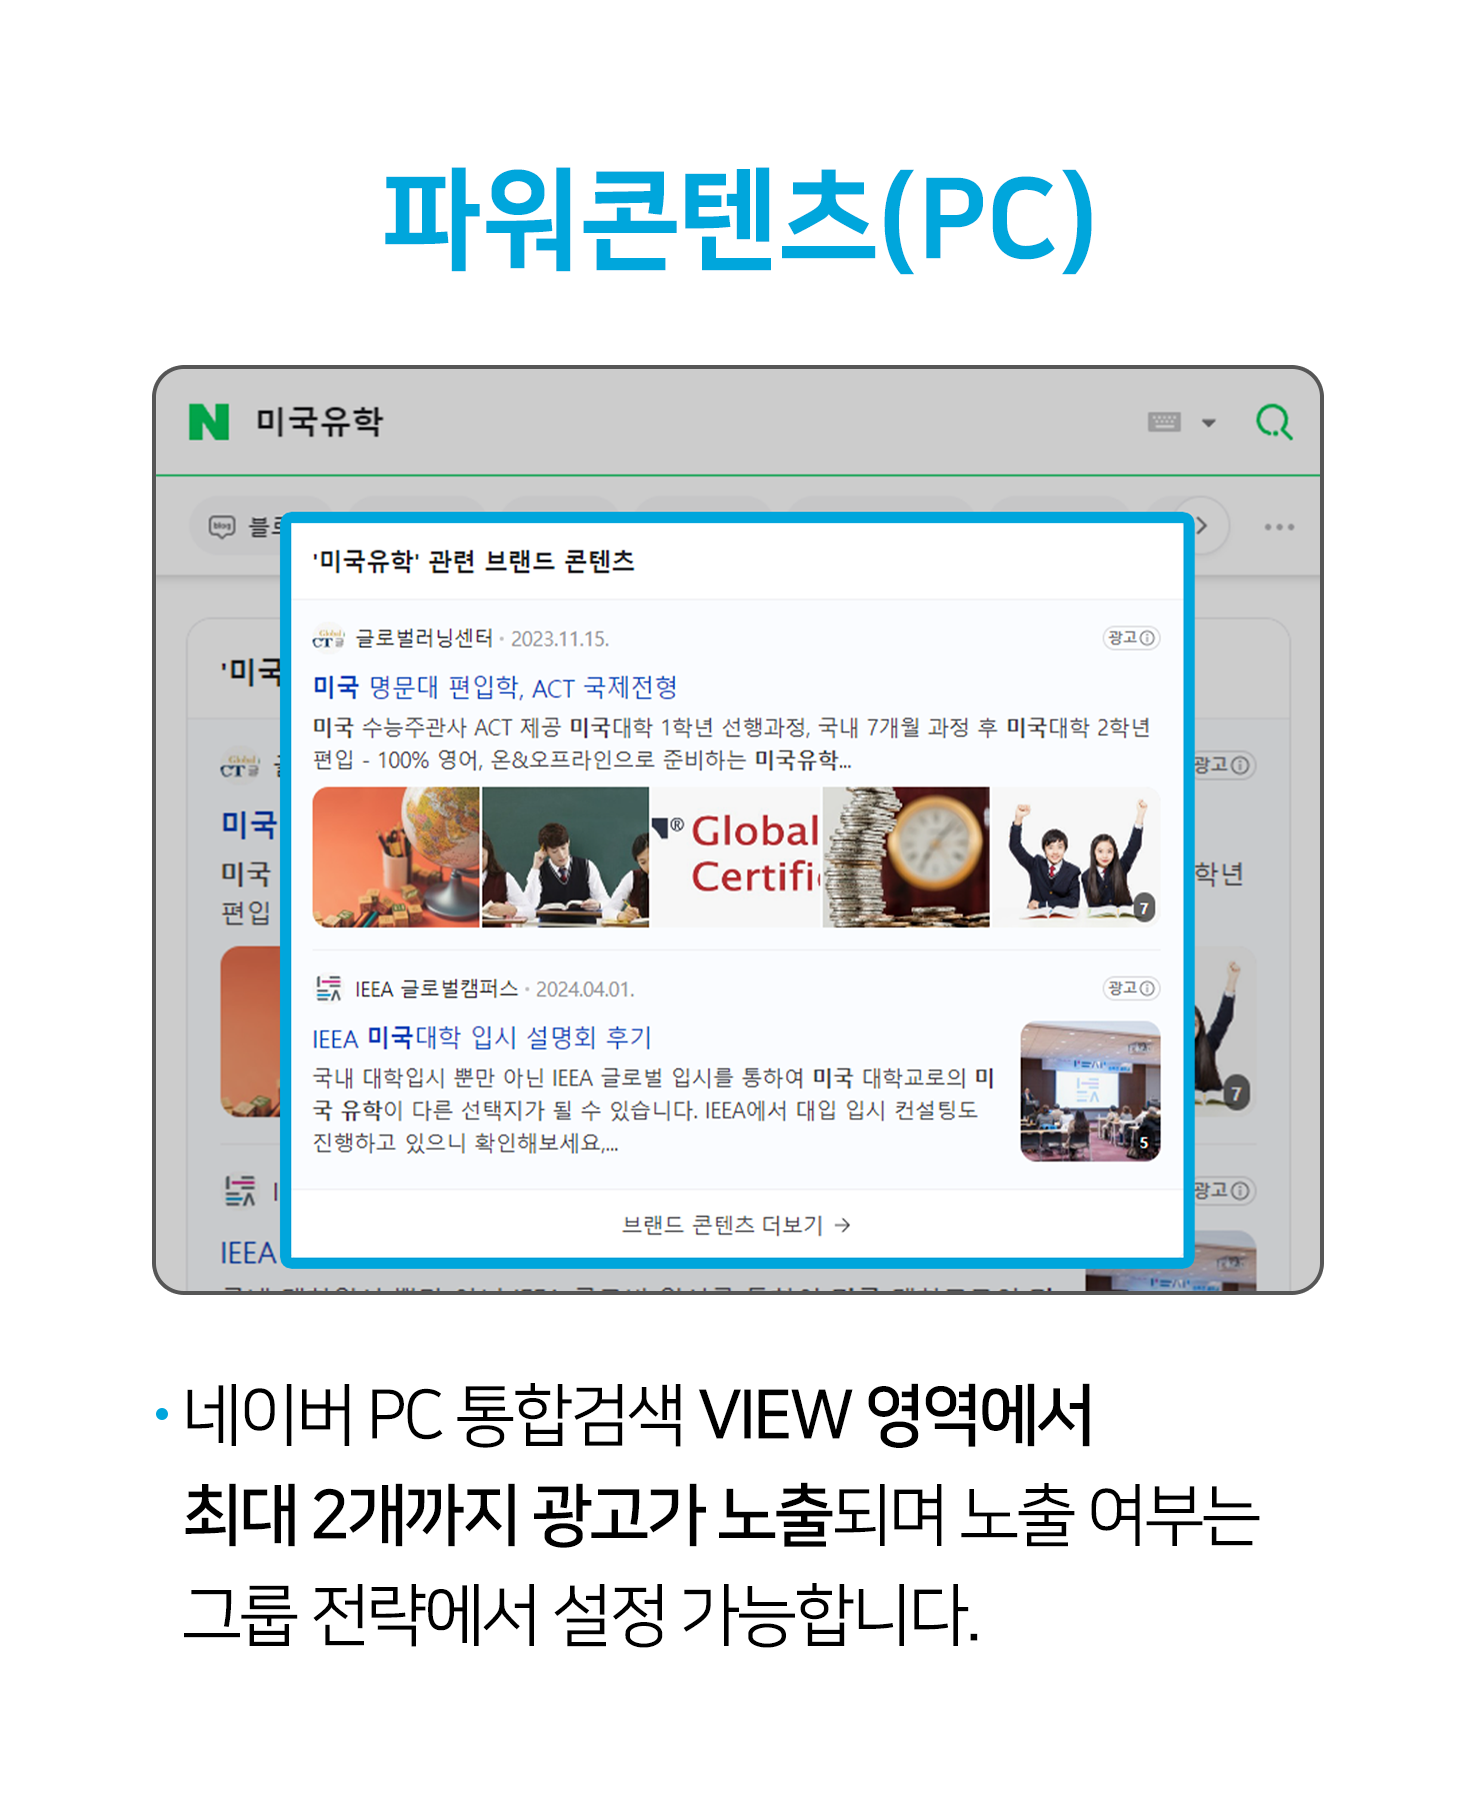 파워콘텐츠(PC)
N 미국유학
blog 블로
'미국유학' 관련 브랜드 콘텐츠
Global
CT글 글로벌러닝센터 · 2023.11.15. 광고
미국 명문대 편입학, ACT 국제전형
미국 수능주관사 ACT 제공 미국대학 1학년 선행과정, 국내 7개월 과정 후 미국대학 2학년
편입 - 100% 영어, 온&오프라인으로 준비하는 미국유학...
® Global
Certifi
7
IEEA 글로벌캠퍼스 · 2024.04.01. 광고
IEEA 미국대학 입시 설명회 후기
국내 대학입시 뿐만 아닌 IEEA 글로벌 입시를 통하여 미국 대학교로의 미
국 유학이 다른 선택지가 될 수 있습니다. IEEA에서 대입 입시 컨설팅도
진행하고 있으니 확인해보세요,...
5
브랜드 콘텐츠 더보기 →
'미국
Global
CT글
광고
미국
미국
학년
편입
7
광고
IEEA
· 네이버 PC 통합검색 VIEW 영역에서
최대 2개까지 광고가 노출되며 노출 여부는
그룹 전략에서 설정 가능합니다.